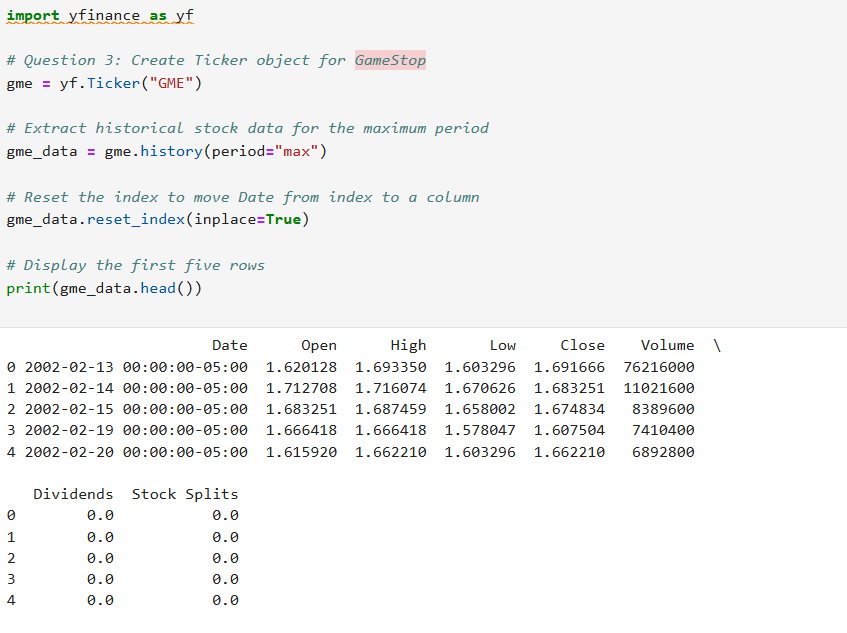 import yfinance as yf
# Question 3: Create Ticker object for GameStop
gme = yf.Ticker("GME")
# Extract historical stock data for the maximum period
gme_data = gme.history(period="max")
# Reset the index to move Date from index to a column
gme_data.reset_index(inplace=True)
# Display the first five rows
print(gme_data.head())
Date Open High Low Close Volume \
0 2002-02-13 00:00:00-05:00 1.620128 1.693350 1.603296 1.691666 76216000
1 2002-02-14 00:00:00-05:00 1.712708 1.716074 1.670626 1.683251 11021600
2 2002-02-15 00:00:00-05:00 1.683251 1.687459 1.658002 1.674834 8389600
3 2002-02-19 00:00:00-05:00 1.666418 1.666418 1.578047 1.607504 7410400
4 2002-02-20 00:00:00-05:00 1.615920 1.662210 1.603296 1.662210 6892800
Dividends Stock Splits
0 0.0 0.0
1 0.0 0.0
2 0.0 0.0
3 0.0 0.0
4 0.0 0.0